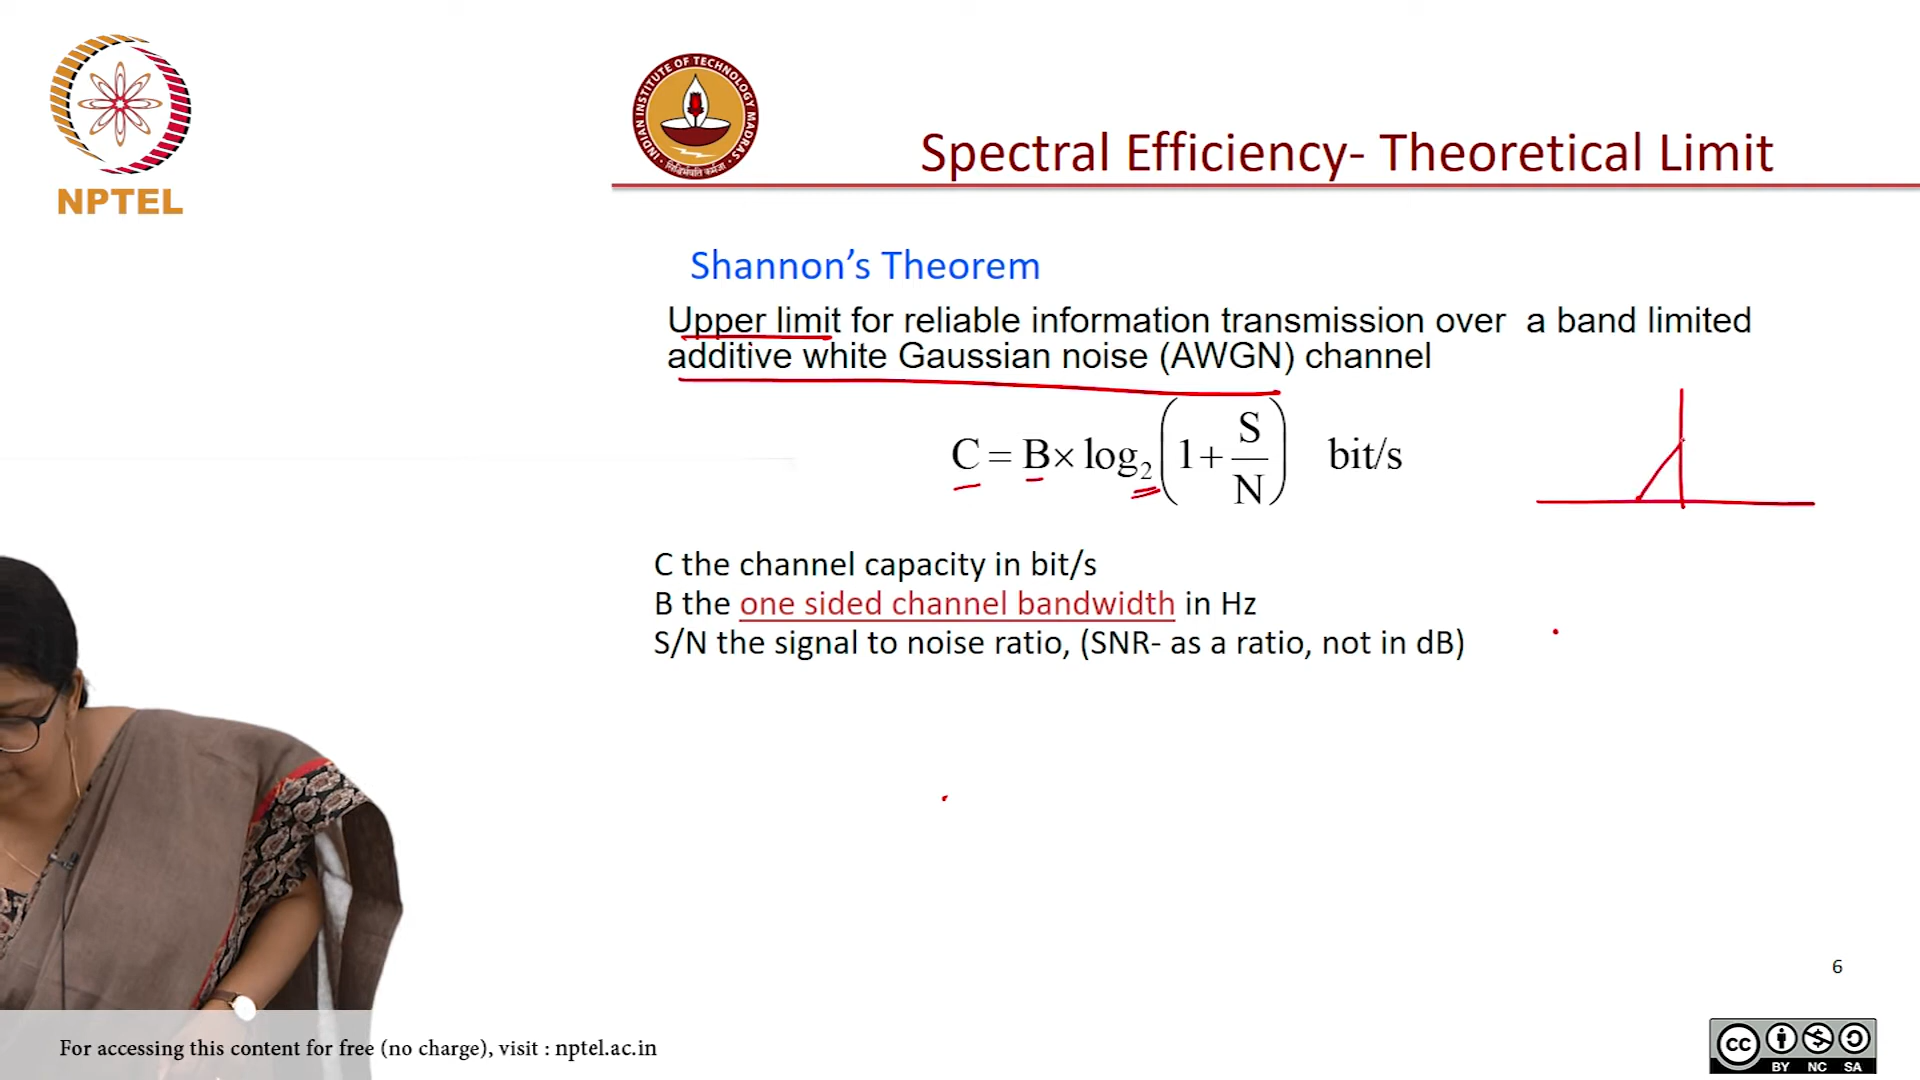 NPTEL
INDIAN INSTITUTE OF TECHNOLOGY MADRAS
Spectral Efficiency- Theoretical Limit
Shannon’s Theorem
Upper limit for reliable information transmission over a band limited
additive white Gaussian noise (AWGN) channel
C = B × log₂ (1 + S/N) bit/s
C the channel capacity in bit/s
B the one sided channel bandwidth in Hz
S/N the signal to noise ratio, (SNR- as a ratio, not in dB)
6
For accessing this content for free (no charge), visit : nptel.ac.in
CC BY NC SA